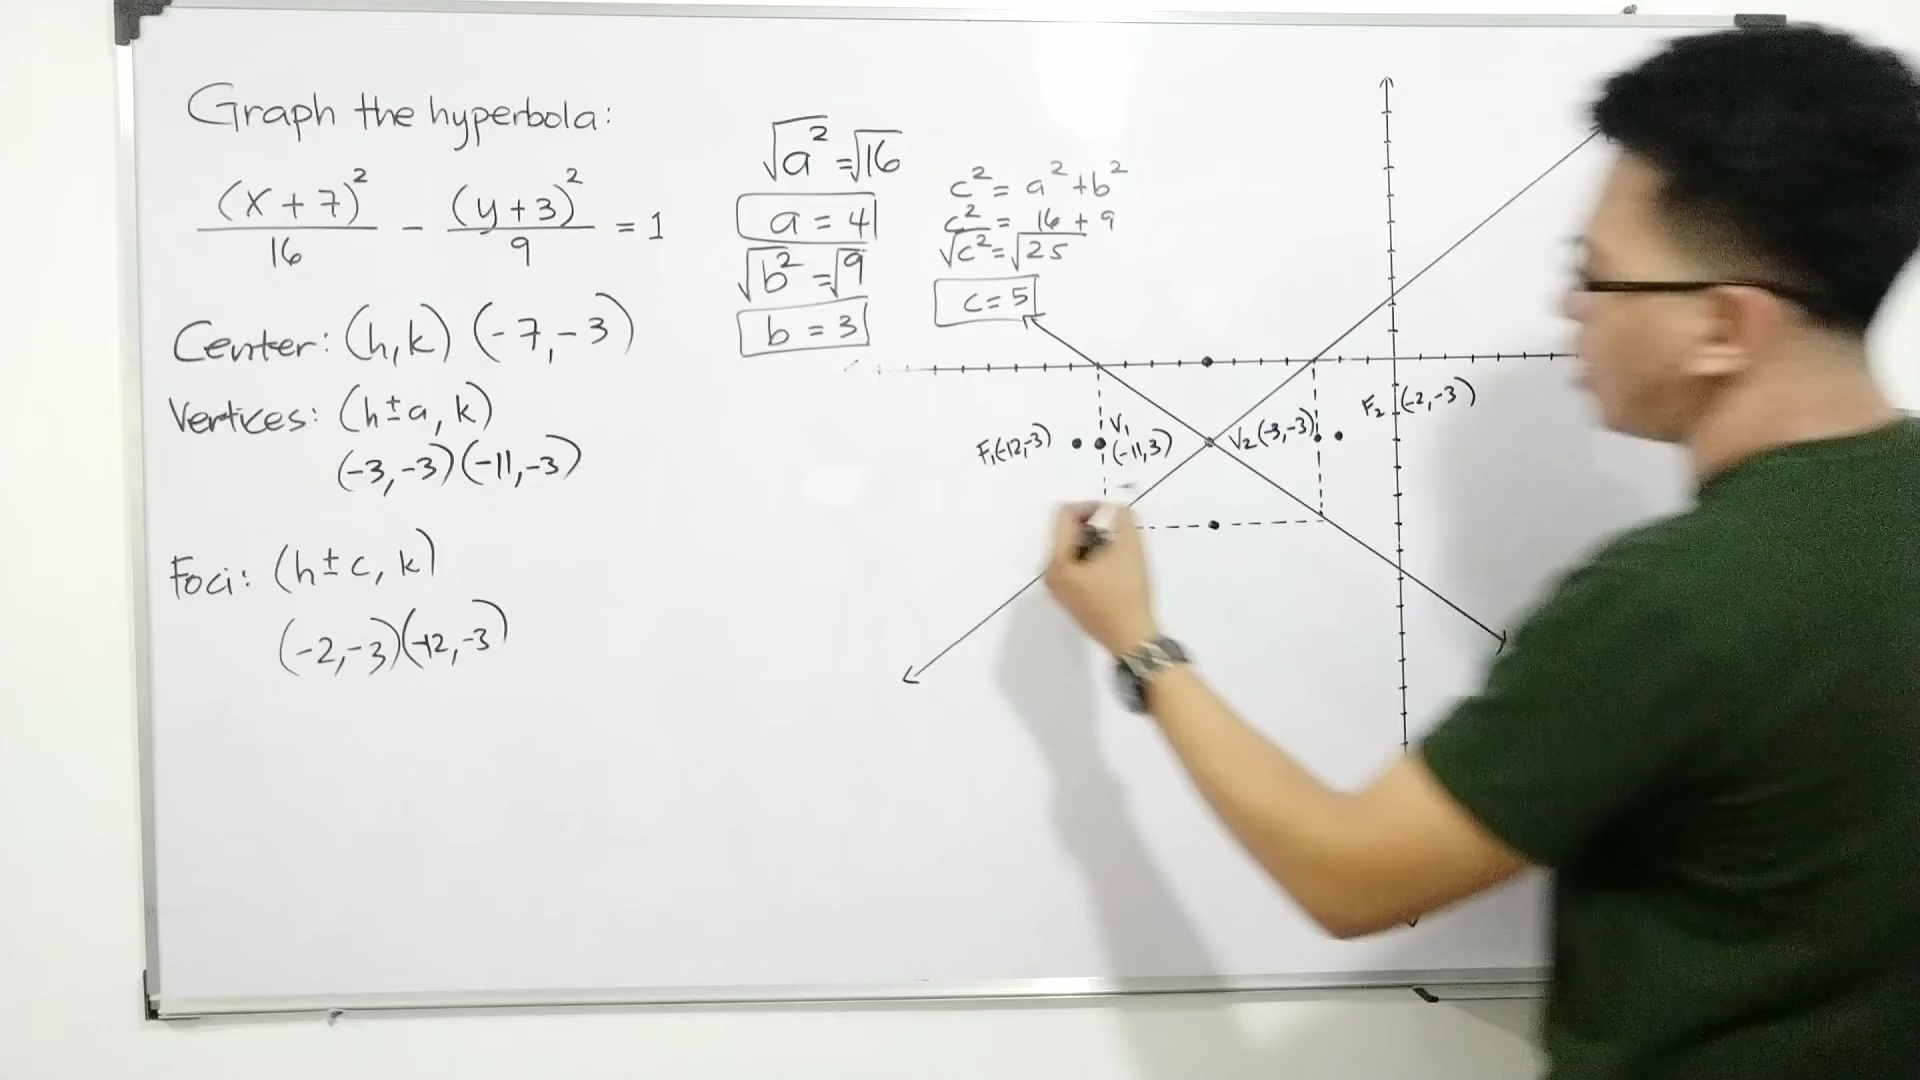 Graph the hyperbola:
(x+7)²/16 - (y+3)²/9 = 1
Center: (h,k) (-7,-3)
Vertices: (h±a, k)
(-3,-3)(-11,-3)
Foci: (h±c, k)
(-2,-3)(-12,-3)
√a² = √16
a = 4
√b² = √9
b = 3
c² = a² + b²
c² = 16 + 9
√c² = √25
c = 5
F₁(-12,-3)
V₁
(-11,3)
V₂(-3,-3)
F₂ (-2,-3)